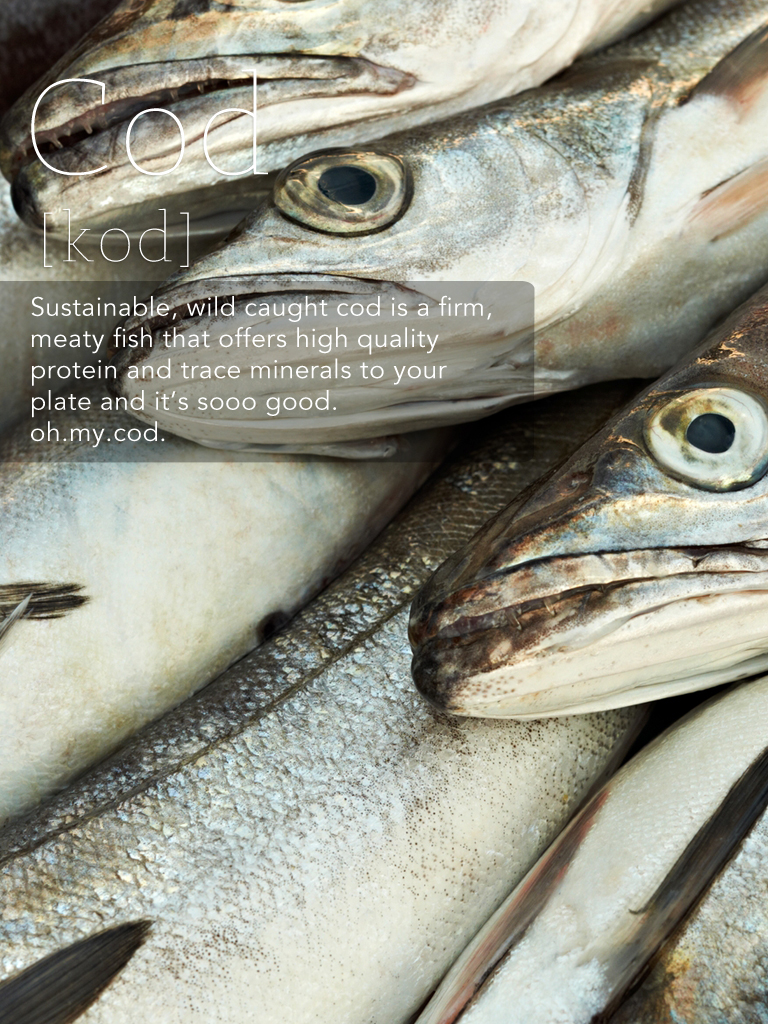 Cod
[kod]
Sustainable, wild caught cod is a firm,
meaty fish that offers high quality
protein and trace minerals to your
plate and it’s sooo good.
oh.my.cod.